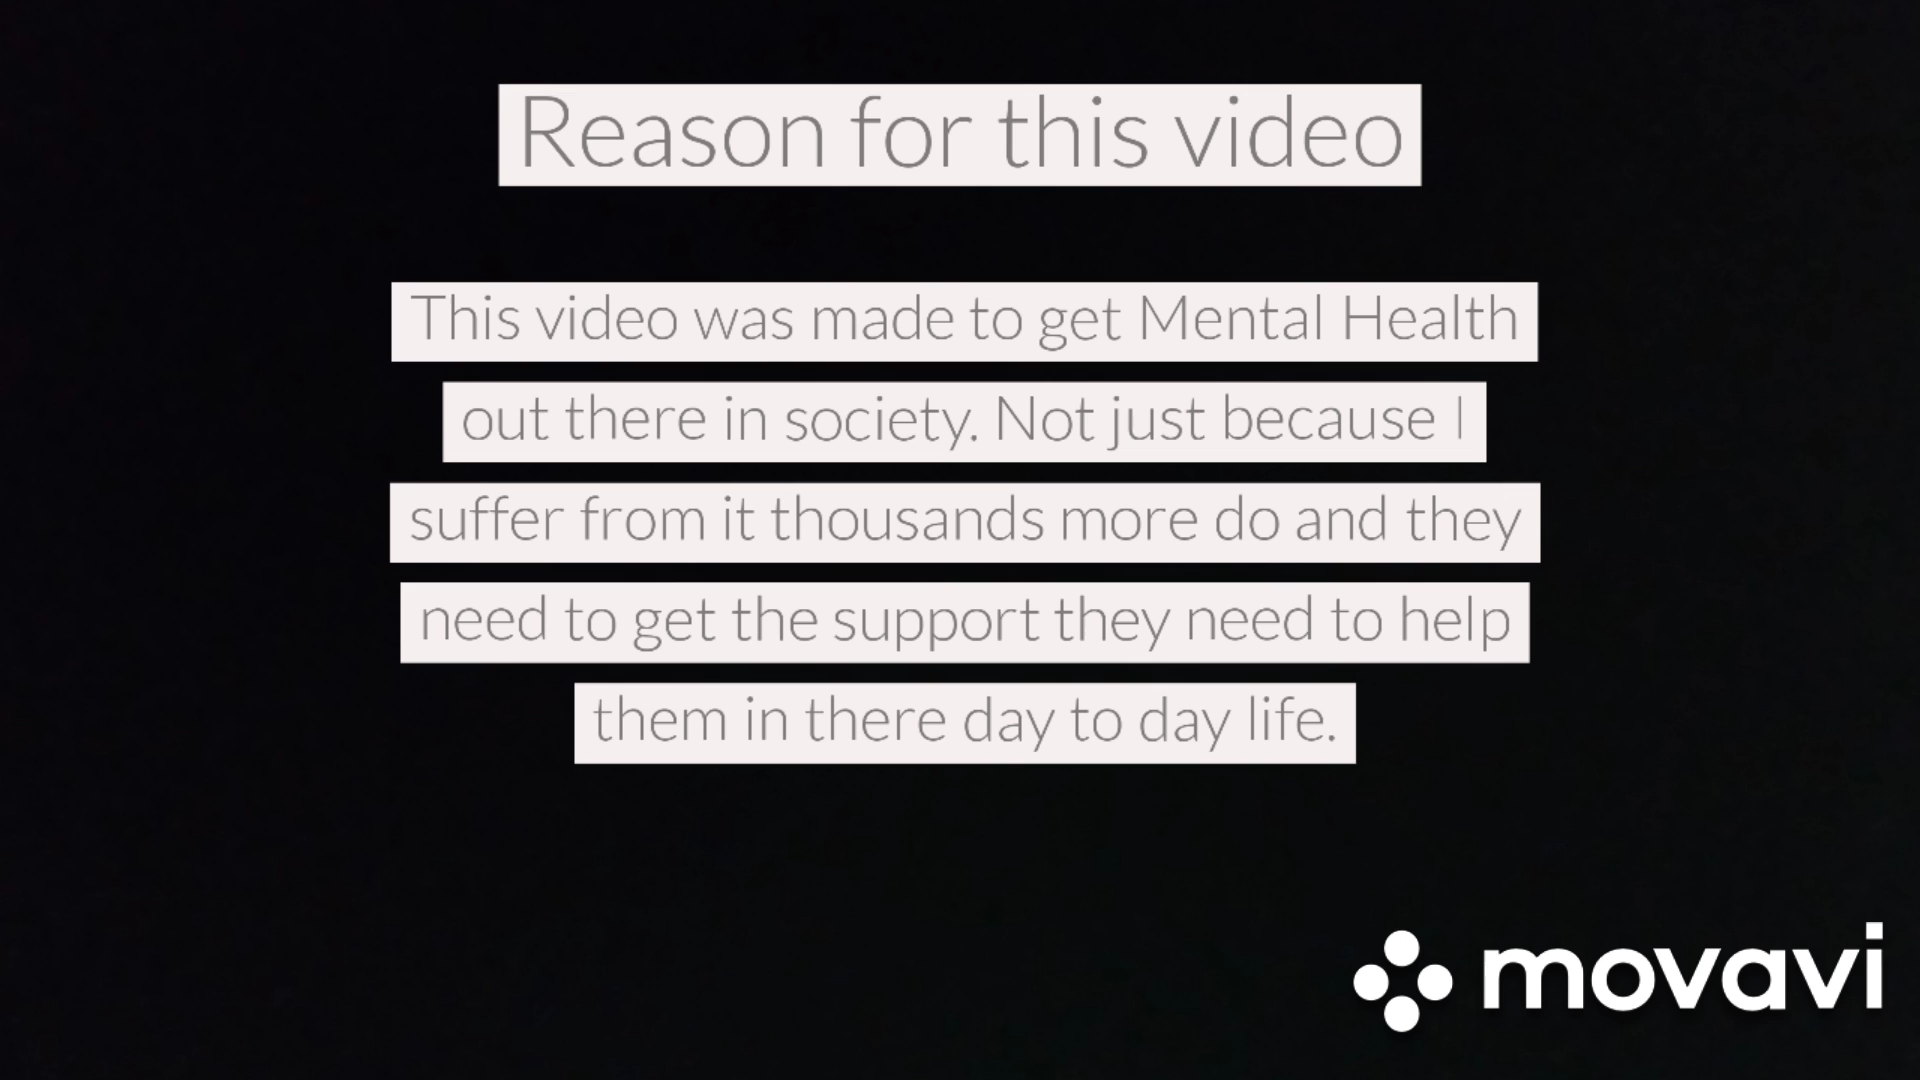 Reason for this video
This video was made to get Mental Health
out there in society. Not just because I
suffer from it thousands more do and they
need to get the support they need to help
them in there day to day life.
movavi